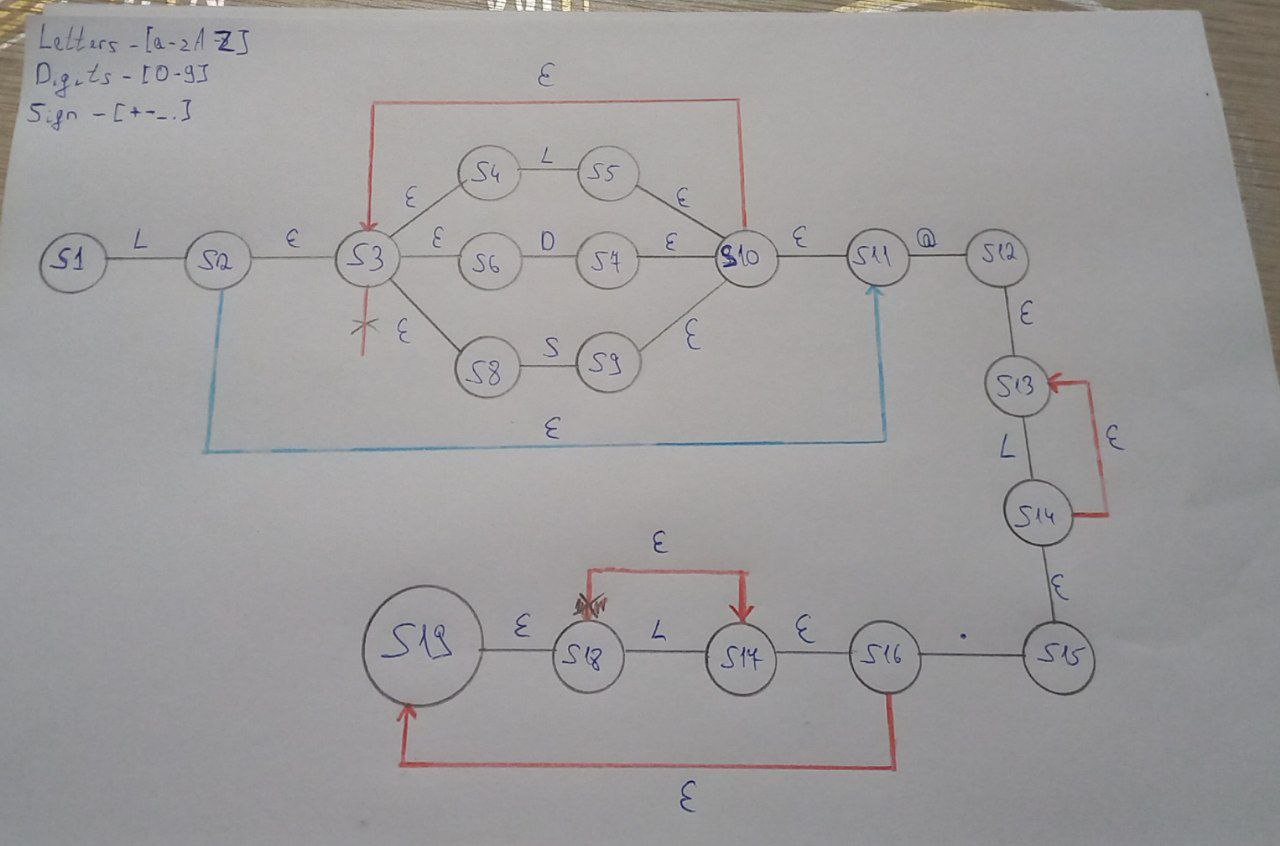 Letters - [a-zA-Z]
Digits - [0-9]
Sign - [+-_.]
ε
S4 L S5
ε ε
S1 L S2 ε S3 ε S6 D S7 ε S10 ε S11 @ S12
ε ε
S8 S S9
ε
ε
S13
L ε
S14
ε
ε
S19 ε S18 L S17 ε S16 . S15
ε